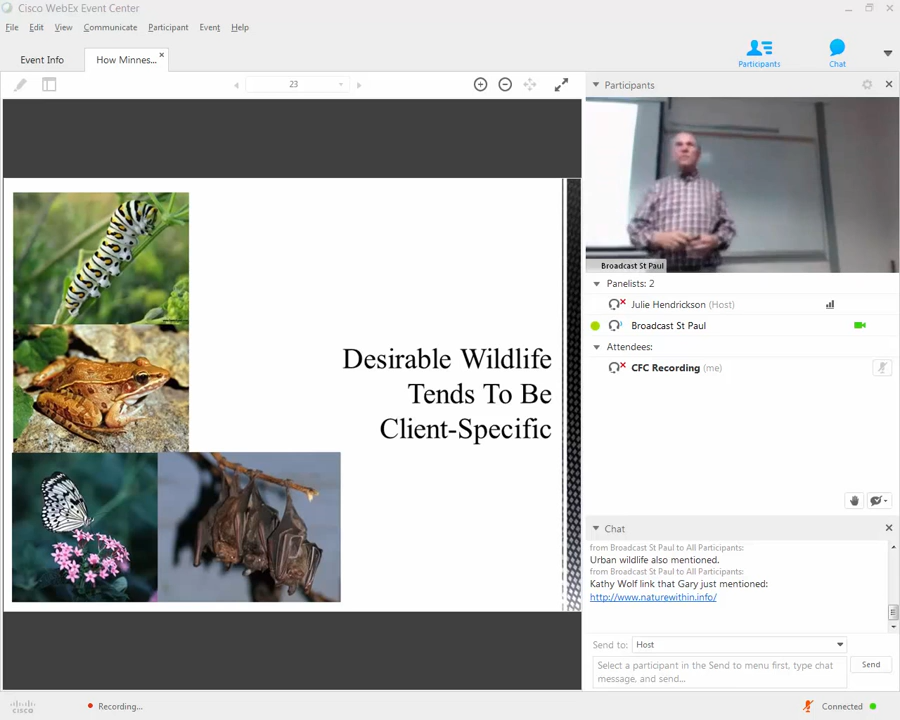 Cisco WebEx Event Center
File Edit View Communicate Participant Event Help
Event Info
How Minnes...
Participants
Chat
23
Participants
Broadcast St Paul
Panelists: 2
Julie Hendrickson (Host)
Broadcast St Paul
Attendees:
CFC Recording (me)
Desirable Wildlife
Tends To Be
Client-Specific
Chat
from Broadcast St Paul to All Participants:
Urban wildlife also mentioned.
from Broadcast St Paul to All Participants:
Kathy Wolf link that Gary just mentioned:
http://www.naturewithin.info/
Send to: Host
Select a participant in the Send to menu first, type chat
message, and send...
Send
cisco
Recording...
Connected